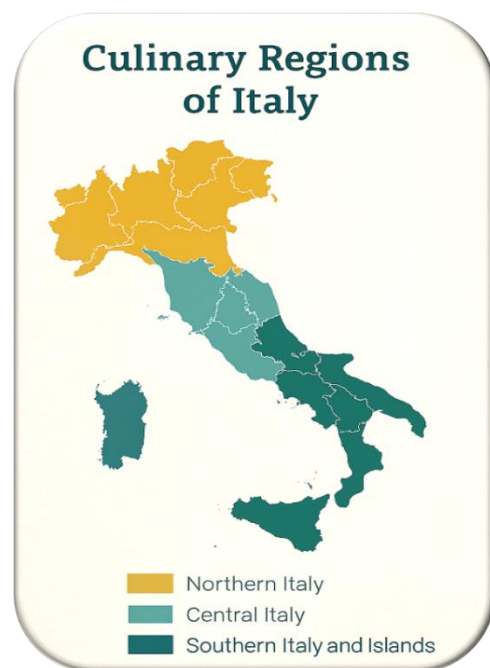 Culinary Regions
of Italy
Northern Italy
Central Italy
Southern Italy and Islands